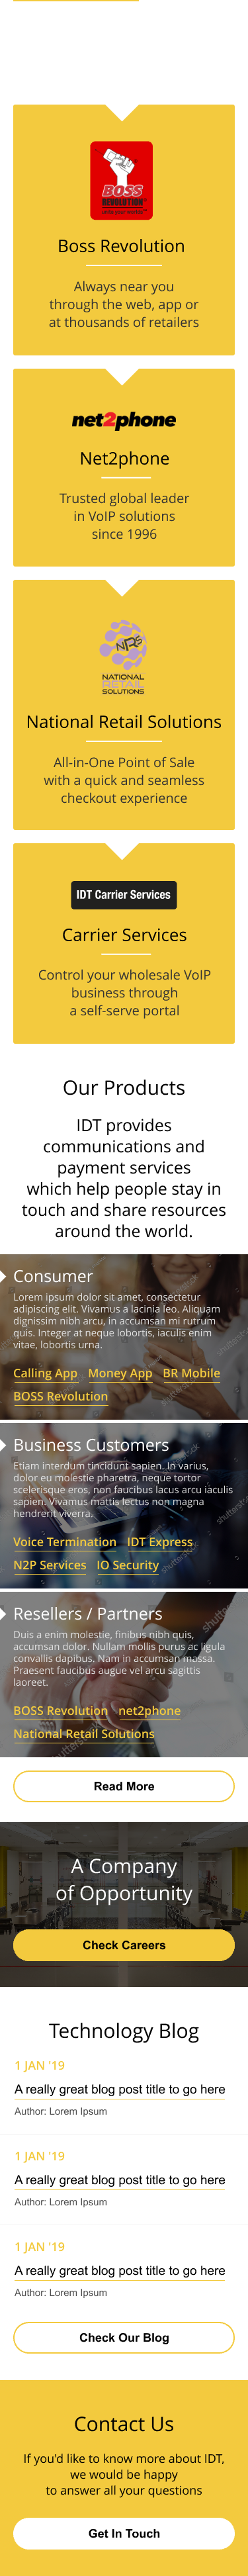 BOSS
REVOLUTION
Boss Revolution
Always near you
through the web, app or
at thousands of retailers
net2phone
Net2phone
Trusted global leader
in VoIP solutions
since 1996
NRS
NATIONAL
RETAIL
SOLUTIONS
National Retail Solutions
All-in-One Point of Sale
with a quick and seamless
checkout experience
IDT Carrier Services
Carrier Services
Control your wholesale VoIP
business through
a self-serve portal
Our Products
IDT provides
communications and
payment services
which help people stay in
touch and share resources
around the world.
Consumer
Lorem ipsum dolor sit amet, consectetur
adipiscing elit. Vivamus a lacinia leo. Aliquam
dignissim nibh arcu, in accumsan mi rutrum
quis. Integer at neque lobortis, iaculis enim
vitae, lobortis urna.
Calling App Money App BR Mobile
BOSS Revolution
Business Customers
Etiam interdum tincidunt sapien. In varius,
dolor eu molestie pharetra, neque tortor
scelerisque eros, non faucibus lacus arcu iaculis
sapien. Vivamus mattis lectus non magna
hendrerit viverra.
Voice Termination IDT Express
N2P Services IO Security
Resellers / Partners
Duis a enim molestie, finibus nibh quis,
accumsan dolor. Nullam mollis purus ac ligula
convallis dapibus. Nam in accumsan massa.
Praesent faucibus augue vel arcu sagittis
laoreet.
BOSS Revolution net2phone
National Retail Solutions
Read More
A Company
of Opportunity
Check Careers
Technology Blog
1 JAN '19
A really great blog post title to go here
Author: Lorem Ipsum
1 JAN '19
A really great blog post title to go here
Author: Lorem Ipsum
1 JAN '19
A really great blog post title to go here
Author: Lorem Ipsum
Check Our Blog
Contact Us
If you'd like to know more about IDT,
we would be happy
to answer all your questions
Get In Touch